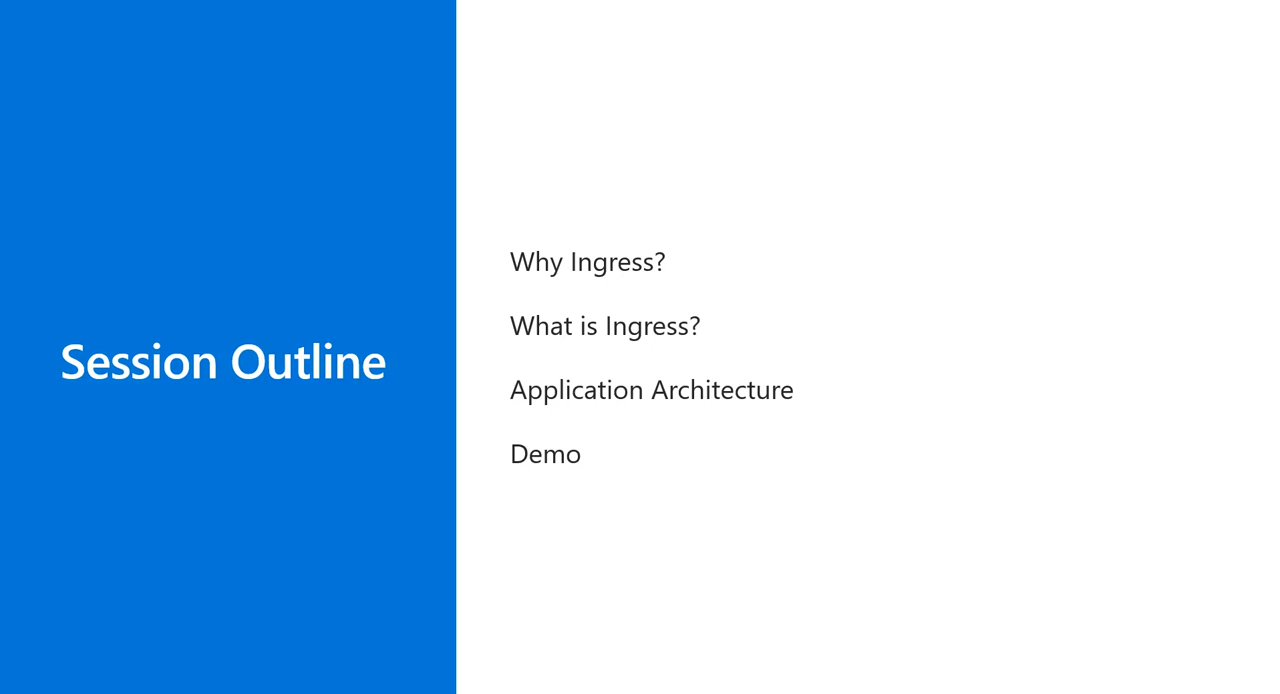 Session Outline
Why Ingress?
What is Ingress?
Application Architecture
Demo